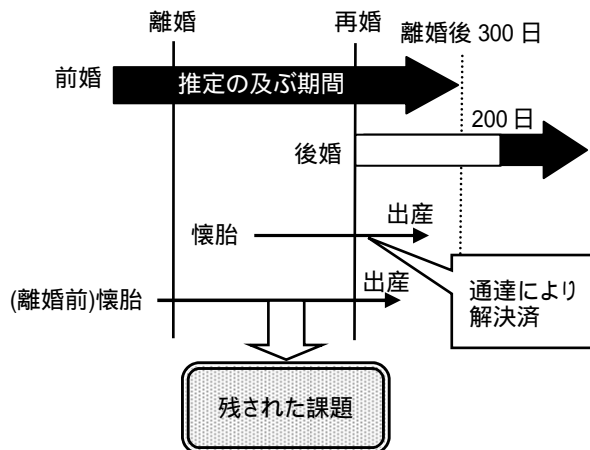 離婚
再婚
離婚後 300 日
前婚
推定の及ぶ期間
200 日
後婚
出産
懐胎
出産
(離婚前)懐胎
通達により
解決済
残された課題